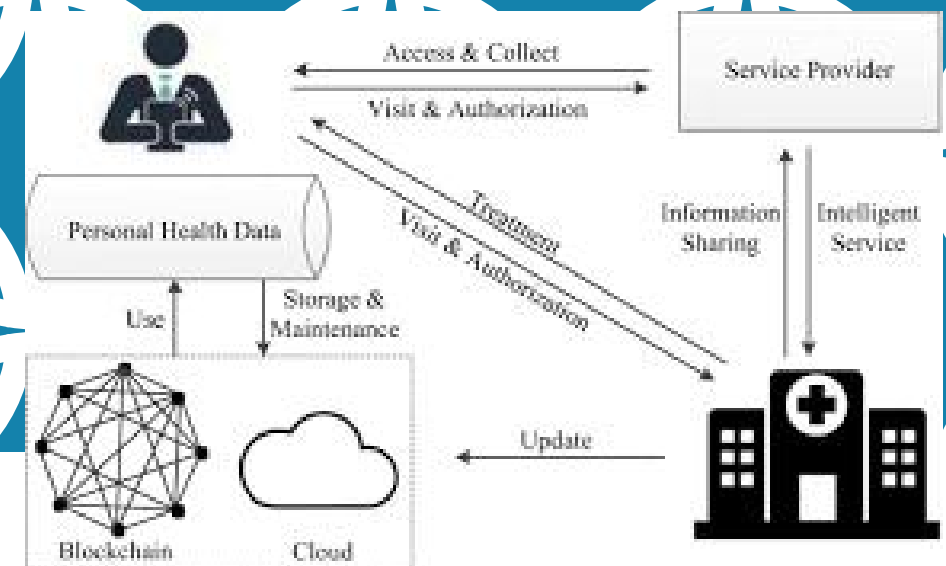 Access & Collect
Service Provider
Visit & Authorization
Treatment
Visit & Authorization
Information
Sharing
Intelligent
Service
Personal Health Data
Use
Storage &
Maintenance
Update
Blockchain
Cloud